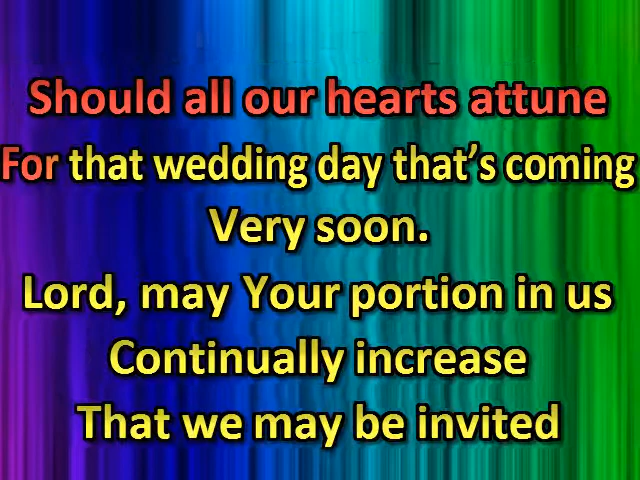 Should all our hearts attune
For that wedding day that's coming
Very soon.
Lord, may Your portion in us
Continually increase
That we may be invited